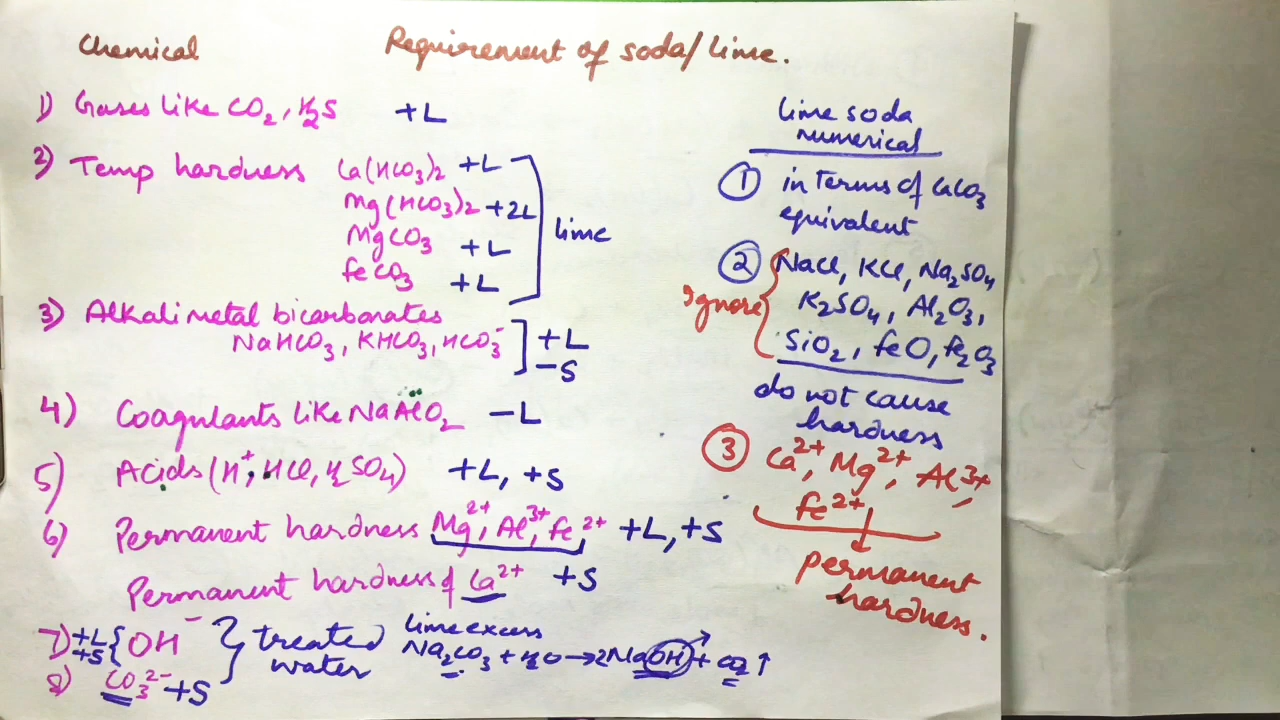 Chemical Requirement of soda/lime.
1) Gases like CO2, H2S +L
2) Temp hardness Ca(HCO3)2 +L
Mg(HCO3)2 +2L
MgCO3 +L
FeCO3 +L
lime
3) Alkali metal bicarbonates
NaHCO3, KHCO3, HCO3⁻ +L
-S
4) Coagulants like NaAlO2 -L
5) Acids (H⁺, HCl, H2SO4) +L, +S
6) Permanent hardness Mg²⁺, Al³⁺, Fe²⁺ +L, +S
Permanent hardness of Ca²⁺ +S
7) +L +S { OH⁻
8) CO3²⁻ +S
} treated
water
lime excess
Na2CO3 + H2O → 2NaOH + CO2 ↑
lime soda
numerical
① in terms of CaCO3
equivalent
② NaCl, KCl, Na2SO4
Ignore { K2SO4, Al2O3,
SiO2, FeO, Fe2O3
do not cause
hardness
③ Ca²⁺, Mg²⁺, Al³⁺,
Fe²⁺
permanent
hardness.